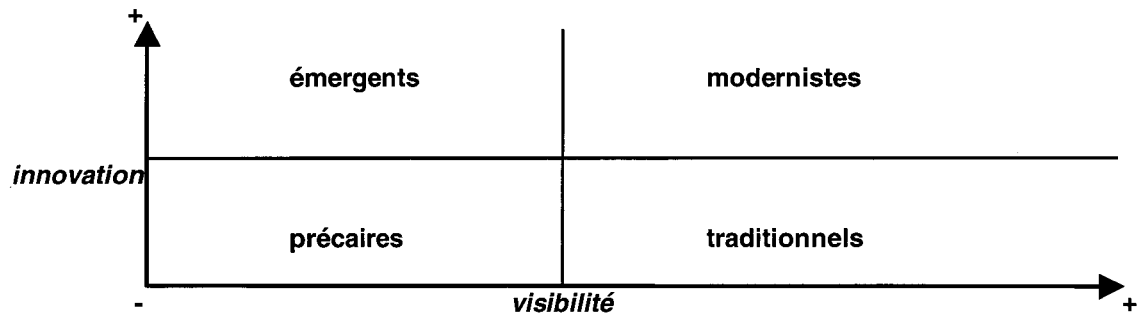 +
émergents modernistes
innovation
précaires traditionnels
- visibilité +